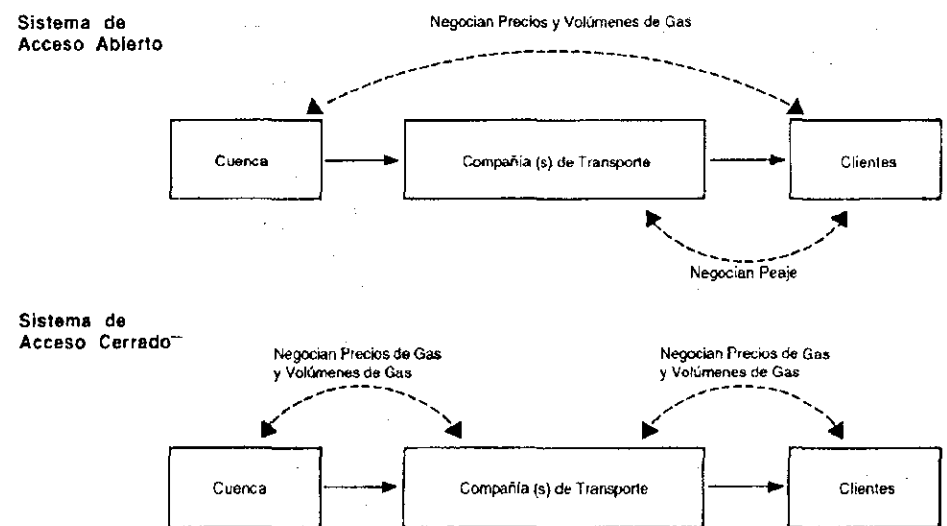 Sistema de
Acceso Abierto
Negocian Precios y Volúmenes de Gas
Cuenca
Compañía (s) de Transporte
Clientes
Negocian Peaje
Sistema de
Acceso Cerrado
Negocian Precios de Gas
y Volúmenes de Gas
Negocian Precios de Gas
y Volúmenes de Gas
Cuenca
Compañía (s) de Transporte
Clientes